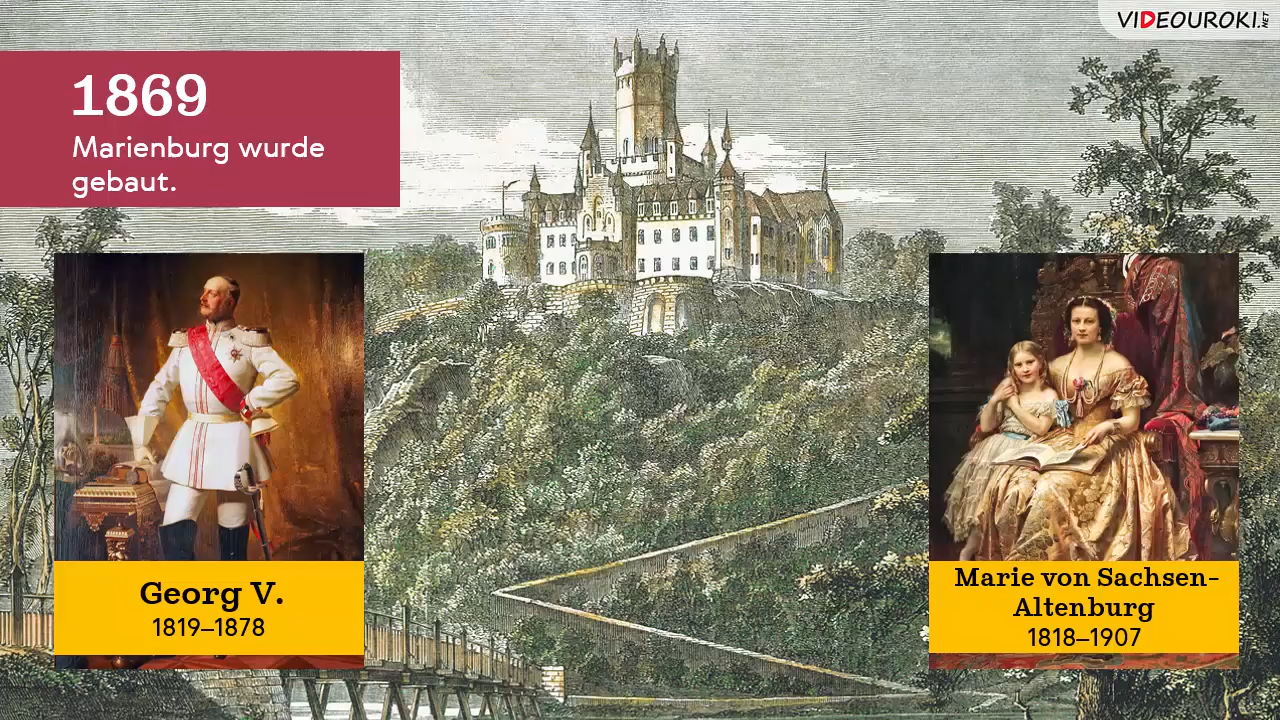 VIDEOUROKI.NET
1869
Marienburg wurde
gebaut.
Georg V.
1819–1878
Marie von Sachsen-
Altenburg
1818–1907